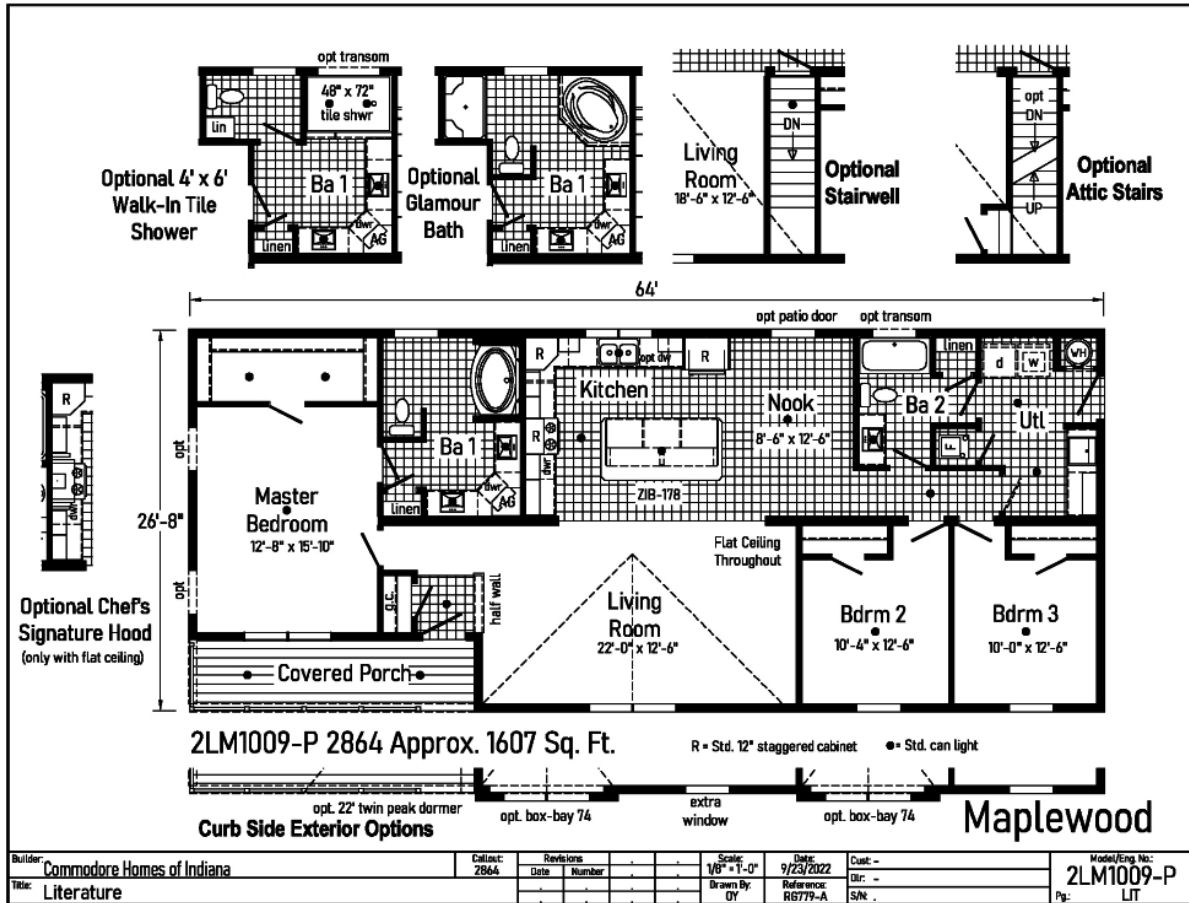 opt transom
48" x 72"
tile shwr
lin
Ba 1
linen
dwr
AG
Optional 4' x 6'
Walk-In Tile
Shower
Optional
Glamour
Bath
Ba 1
linen
dwr
AG
Living
Room
18'-6" x 12'-6"
DN
Optional
Stairwell
opt
DN
UP
Optional
Attic Stairs
64'
26'-8"
opt patio door
opt transom
R
opt dw
R
Kitchen
Nook
8'-6" x 12'-6"
R
dwr
ZIB-178
linen
d
w
WH
Ba 2
Utl
F
opt
opt
Master
Bedroom
12'-8" x 15'-10"
Ba 1
linen
dwr
AG
g.c.
half wall
Flat Ceiling
Throughout
Living
Room
22'-0" x 12'-6"
Bdrm 2
10'-4" x 12'-6"
Bdrm 3
10'-0" x 12'-6"
Covered Porch
R
dwr
Optional Chef's
Signature Hood
(only with flat ceiling)
2LM1009-P 2864 Approx. 1607 Sq. Ft.
R = Std. 12" staggered cabinet
●= Std. can light
opt. 22' twin peak dormer
Curb Side Exterior Options
opt. box-bay 74
extra
window
opt. box-bay 74
Maplewood
Builder: Commodore Homes of Indiana
Title: Literature
Callout:
2864
Revisions
Date Number
Scale:
1/8" = 1'-0"
Drawn By:
OY
Date:
9/23/2022
Reference:
RG779-A
Cust: -
Dlr: -
S/N: .
Model/Eng. No.:
2LM1009-P
Pg.: LIT